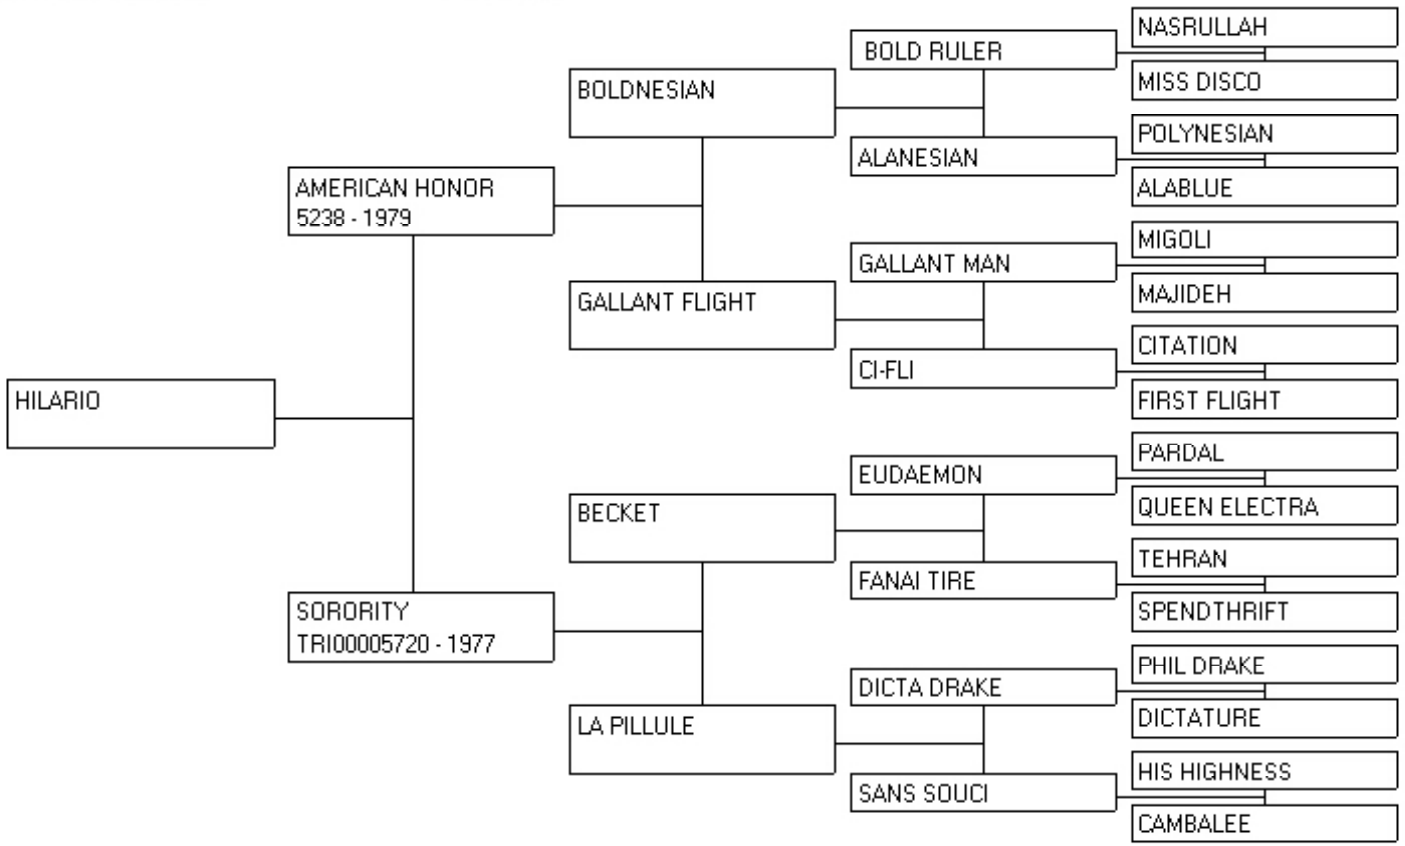 NASRULLAH
BOLD RULER
MISS DISCO
BOLDNESIAN
POLYNESIAN
ALANESIAN
ALABLUE
AMERICAN HONOR
5238 - 1979
MIGOLI
GALLANT MAN
MAJIDEH
GALLANT FLIGHT
CITATION
CI-FLI
FIRST FLIGHT
HILARIO
PARDAL
EUDAEMON
QUEEN ELECTRA
BECKET
TEHRAN
FANAI TIRE
SPENDTHRIFT
SORORITY
TRI00005720 - 1977
PHIL DRAKE
DICTA DRAKE
DICTATURE
LA PILLULE
HIS HIGHNESS
SANS SOUCI
CAMBALEE